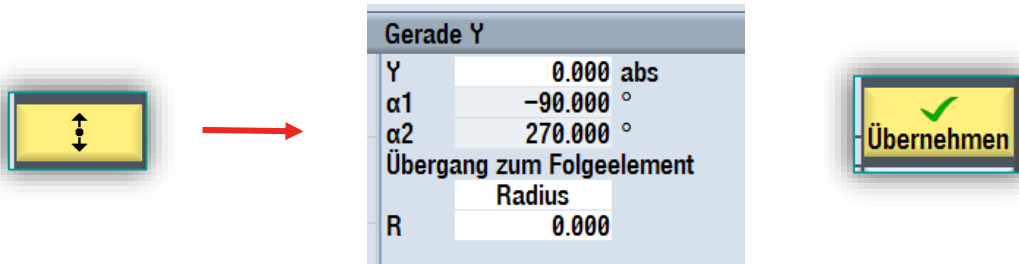 Gerade Y
Y 0.000 abs
α1 -90.000 °
α2 270.000 °
Übergang zum Folgeelement
Radius
R 0.000
Übernehmen